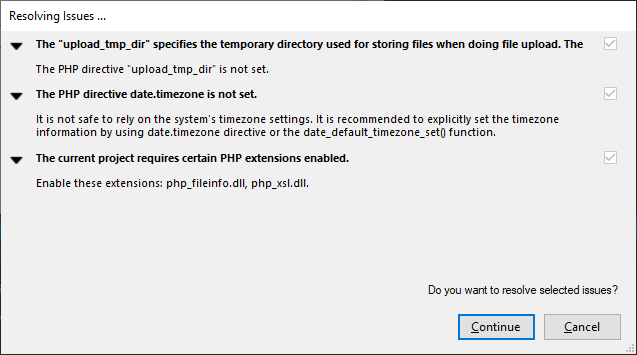 Resolving Issues ...
The "upload_tmp_dir" specifies the temporary directory used for storing files when doing file upload. The
The PHP directive "upload_tmp_dir" is not set.
The PHP directive date.timezone is not set.
It is not safe to rely on the system's timezone settings. It is recommended to explicitly set the timezone
information by using date.timezone directive or the date_default_timezone_set() function.
The current project requires certain PHP extensions enabled.
Enable these extensions: php_fileinfo.dll, php_xsl.dll.
Do you want to resolve selected issues?
Continue
Cancel